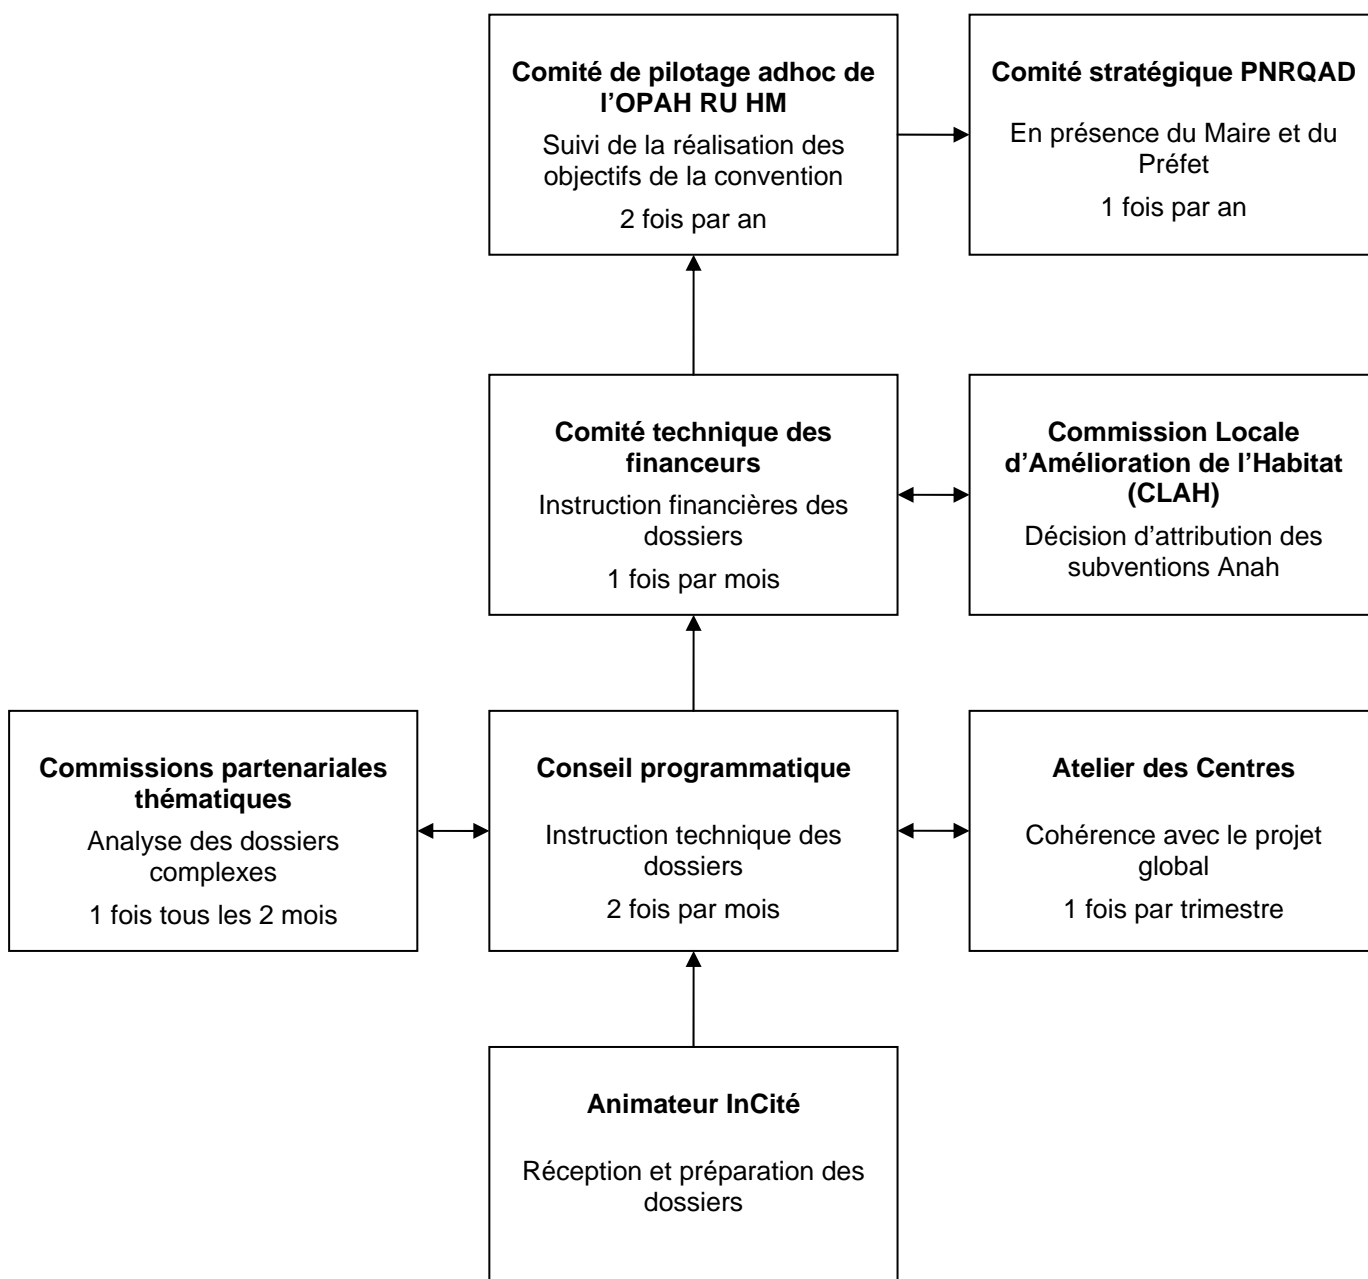 Comité de pilotage adhoc de
l’OPAH RU HM
Suivi de la réalisation des
objectifs de la convention
2 fois par an
Comité stratégique PNRQAD
En présence du Maire et du
Préfet
1 fois par an
Comité technique des
financeurs
Instruction financières des
dossiers
1 fois par mois
Commission Locale
d’Amélioration de l’Habitat
(CLAH)
Décision d’attribution des
subventions Anah
Commissions partenariales
thématiques
Analyse des dossiers
complexes
1 fois tous les 2 mois
Conseil programmatique
Instruction technique des
dossiers
2 fois par mois
Atelier des Centres
Cohérence avec le projet
global
1 fois par trimestre
Animateur InCité
Réception et préparation des
dossiers